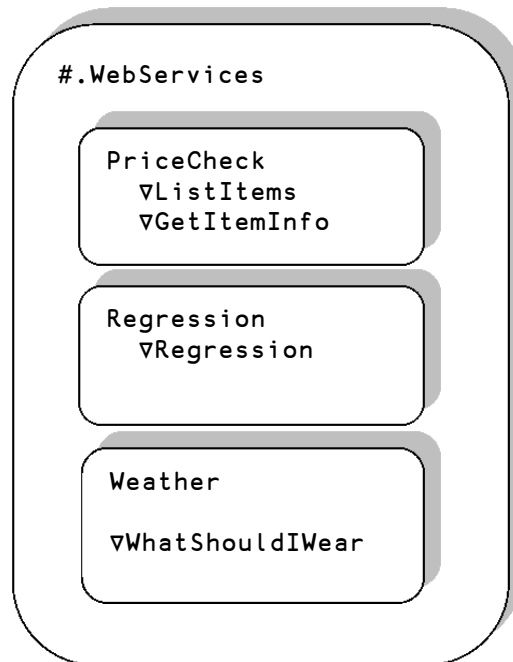 #.WebServices
PriceCheck
∇ListItems
∇GetItemInfo
Regression
∇Regression
Weather
∇WhatShouldIWear